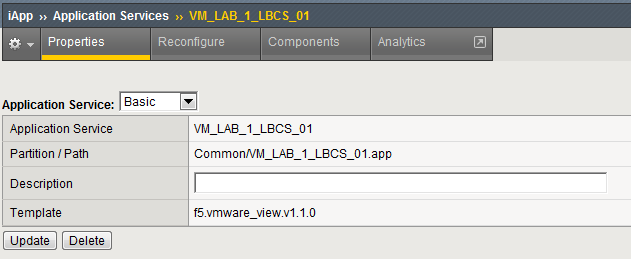 iApp ›› Application Services ›› VM_LAB_1_LBCS_01
Properties Reconfigure Components Analytics
Application Service: Basic
Application Service VM_LAB_1_LBCS_01
Partition / Path Common/VM_LAB_1_LBCS_01.app
Description
Template f5.vmware_view.v1.1.0
Update Delete